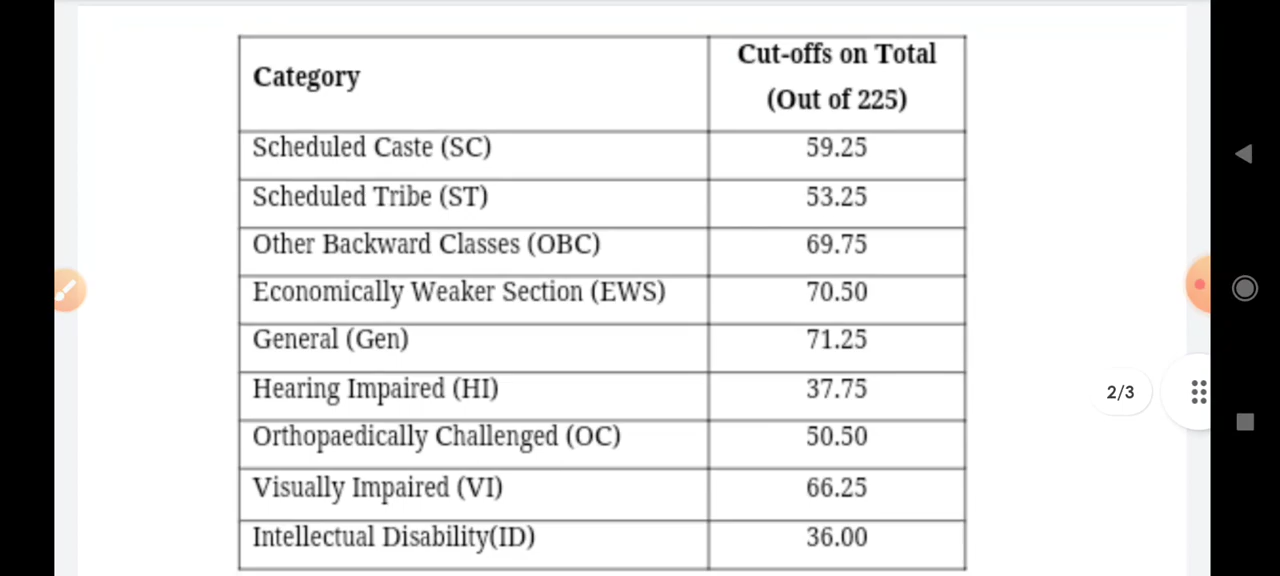 Category
Cut-offs on Total
(Out of 225)
Scheduled Caste (SC) 59.25
Scheduled Tribe (ST) 53.25
Other Backward Classes (OBC) 69.75
Economically Weaker Section (EWS) 70.50
General (Gen) 71.25
Hearing Impaired (HI) 37.75
Orthopaedically Challenged (OC) 50.50
Visually Impaired (VI) 66.25
Intellectual Disability(ID) 36.00
2/3